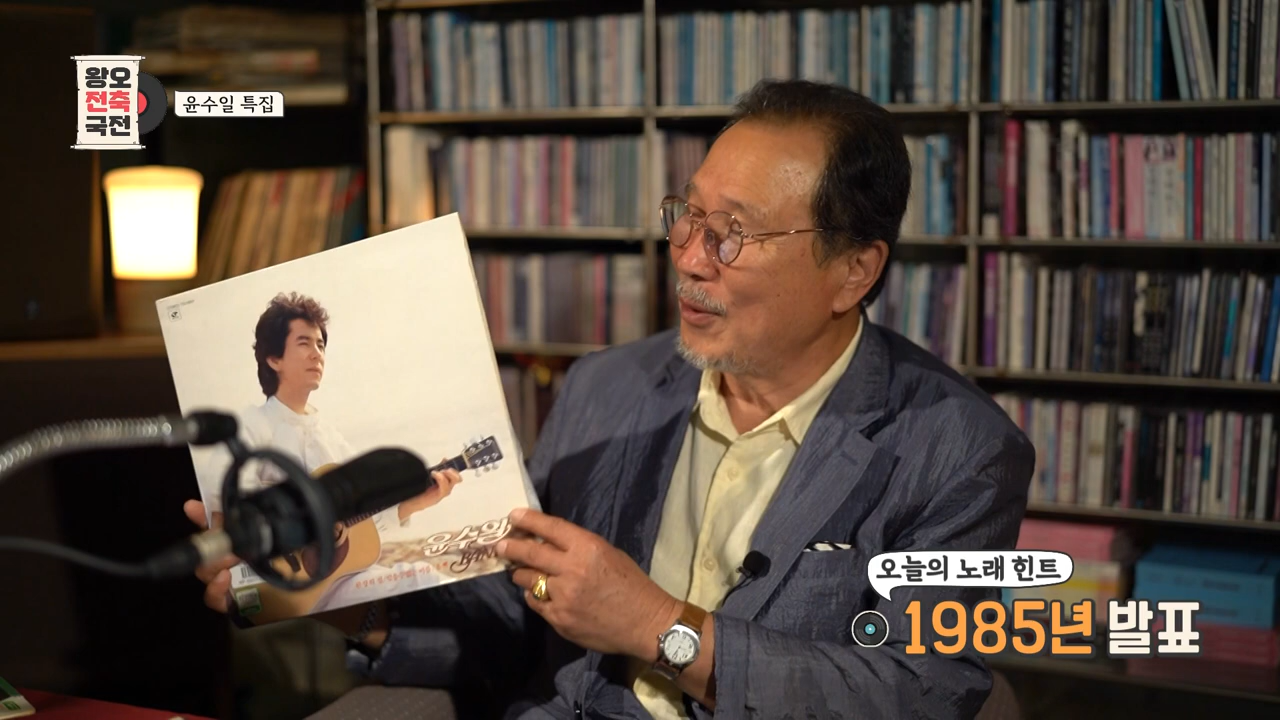 왕오
전축
국전
윤수일 특집
윤수일
BAND
오늘의 노래 힌트
1985년 발표